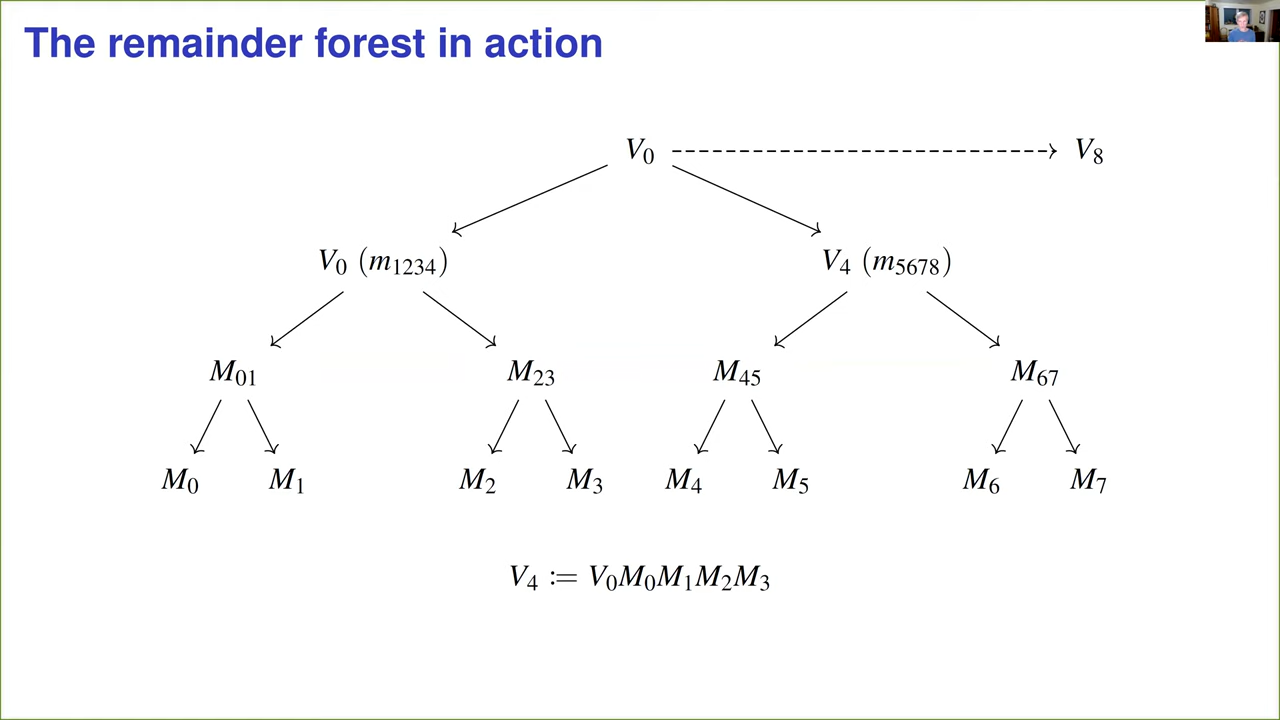 The remainder forest in action
V₀ V₈
V₀ (m₁₂₃₄) V₄ (m₅₆₇₈)
M₀₁ M₂₃ M₄₅ M₆₇
M₀ M₁ M₂ M₃ M₄ M₅ M₆ M₇
V₄ := V₀M₀M₁M₂M₃